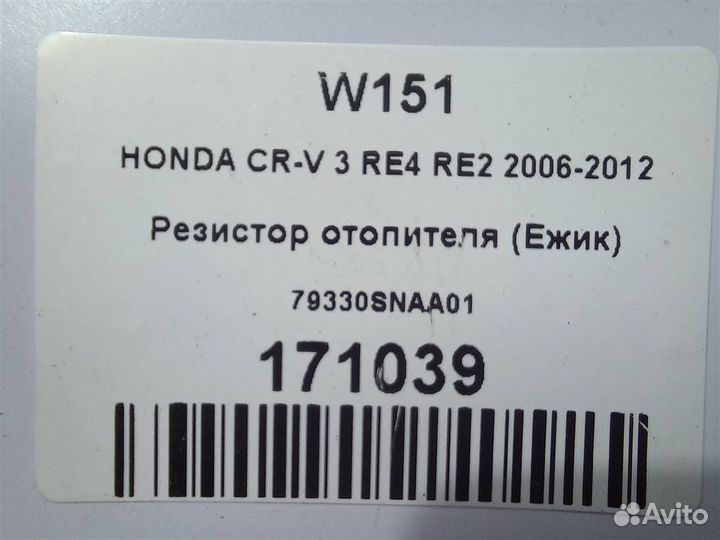 W151
HONDA CR-V 3 RE4 RE2 2006-2012
Резистор отопителя (Ежик)
79330SNAA01
171039
Avito